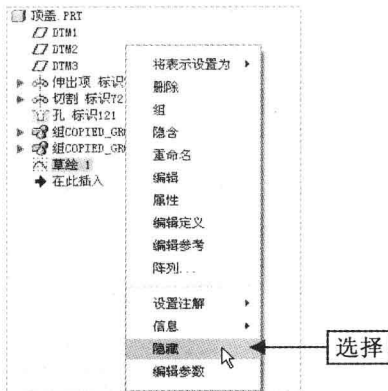 顶盖.PRT
DTM1
DTM2
DTM3
伸出项 标识
切割 标识72
孔 标识121
组COPIED_GR
组COPIED_GR
草绘 1
在此插入
将表示设置为
删除
组
隐含
重命名
编辑
属性
编辑定义
编辑参考
阵列...
设置注解
信息
隐藏
编辑参数
选择